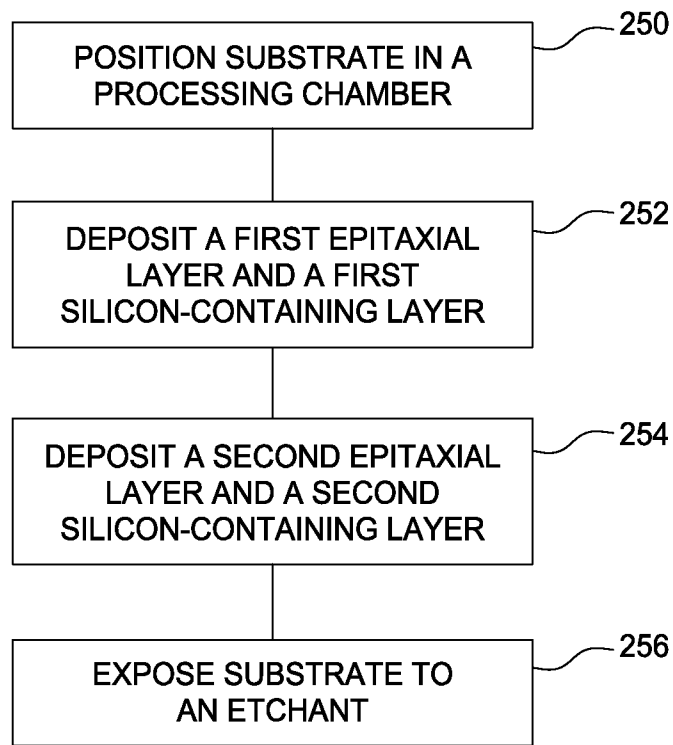 250
POSITION SUBSTRATE IN A
PROCESSING CHAMBER
252
DEPOSIT A FIRST EPITAXIAL
LAYER AND A FIRST
SILICON-CONTAINING LAYER
254
DEPOSIT A SECOND EPITAXIAL
LAYER AND A SECOND
SILICON-CONTAINING LAYER
256
EXPOSE SUBSTRATE TO
AN ETCHANT